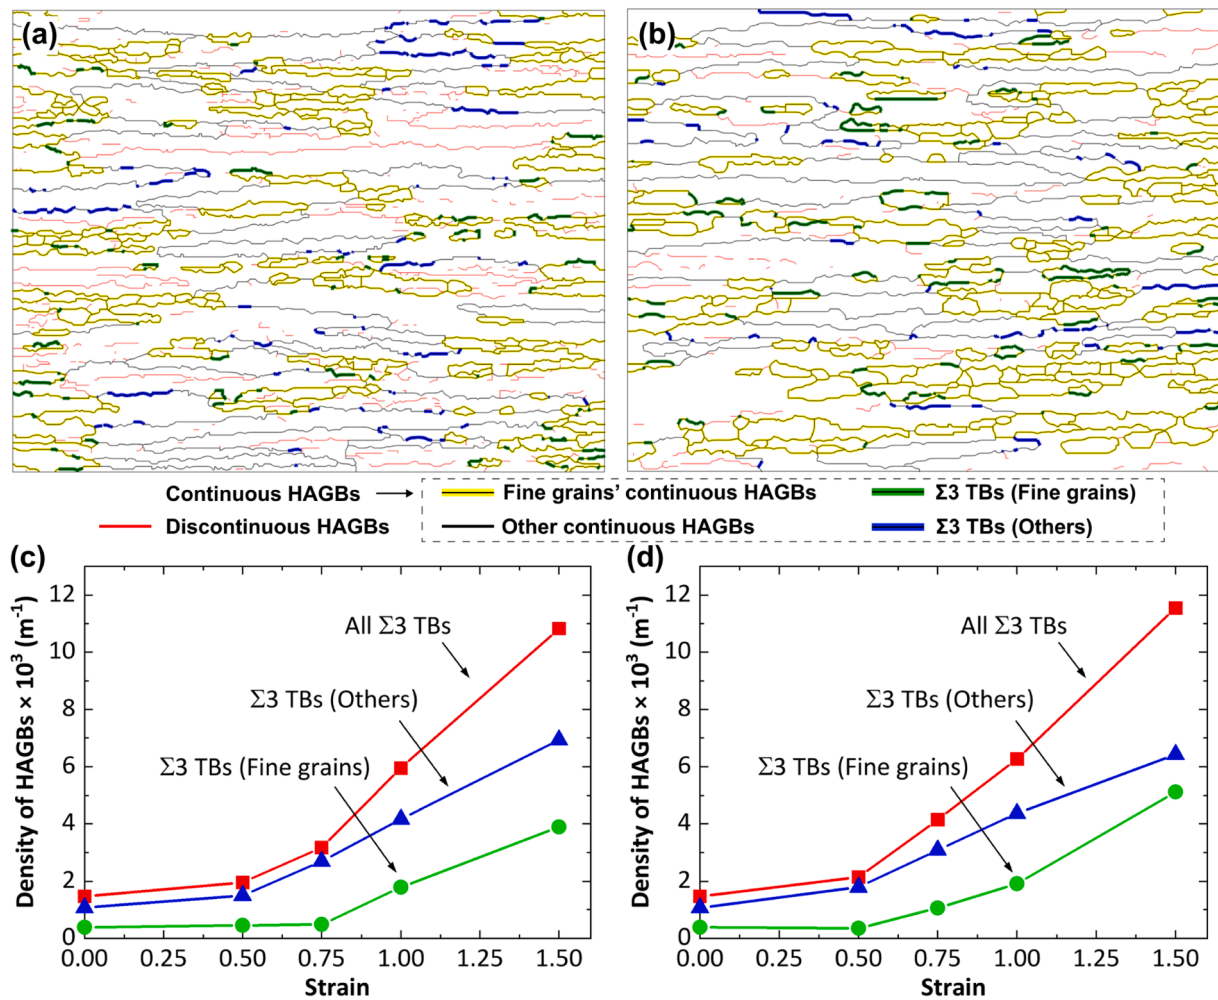 (a)
(b)
Continuous HAGBs
Fine grains' continuous HAGBs
Σ3 TBs (Fine grains)
Discontinuous HAGBs
Other continuous HAGBs
Σ3 TBs (Others)
(c)
Density of HAGBs × 10³ (m⁻¹)
12
10
8
6
4
2
0
All Σ3 TBs
Σ3 TBs (Others)
Σ3 TBs (Fine grains)
0.00 0.25 0.50 0.75 1.00 1.25 1.50
Strain
(d)
Density of HAGBs × 10³ (m⁻¹)
12
10
8
6
4
2
0
All Σ3 TBs
Σ3 TBs (Others)
Σ3 TBs (Fine grains)
0.00 0.25 0.50 0.75 1.00 1.25 1.50
Strain